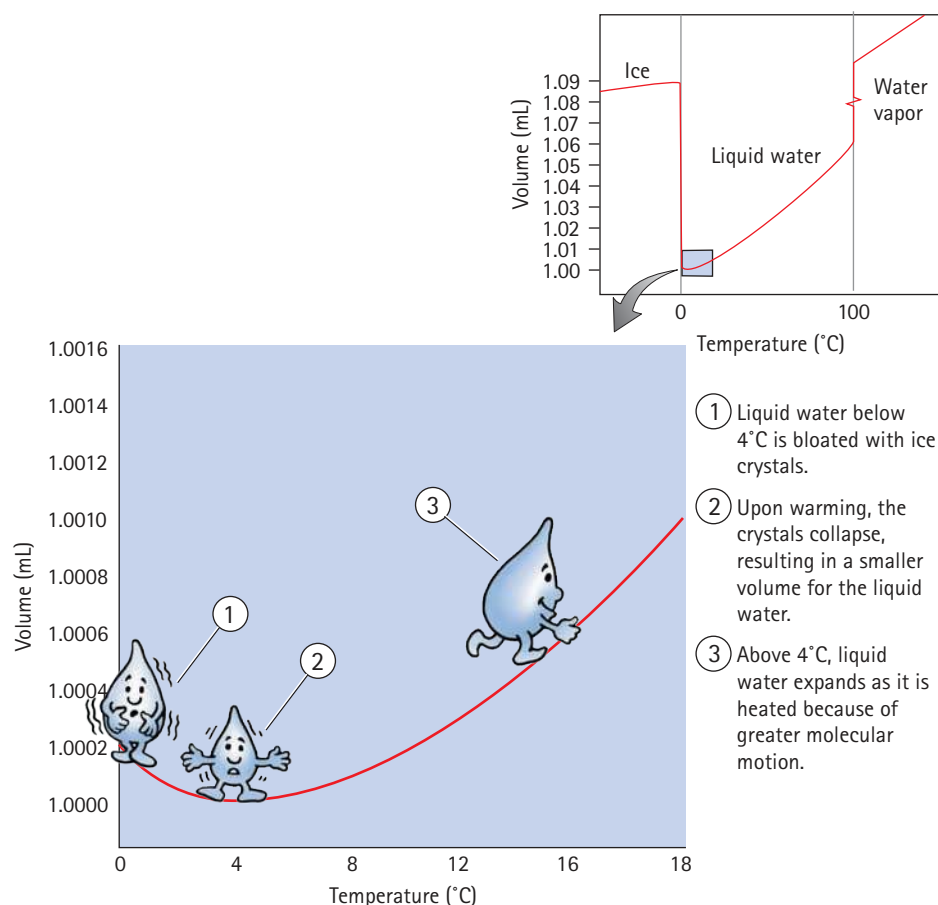 Ice
Water
vapor
Liquid water
Volume (mL)
1.09
1.08
1.07
1.06
1.05
1.04
1.03
1.02
1.01
1.00
0 100
Temperature (˚C)
1.0016
1.0014
1.0012
1.0010
1.0008
1.0006
1.0004
1.0002
1.0000
Volume (mL)
1
2
3
0 4 8 12 16 18
Temperature (˚C)
1 Liquid water below
4˚C is bloated with ice
crystals.
2 Upon warming, the
crystals collapse,
resulting in a smaller
volume for the liquid
water.
3 Above 4˚C, liquid
water expands as it is
heated because of
greater molecular
motion.